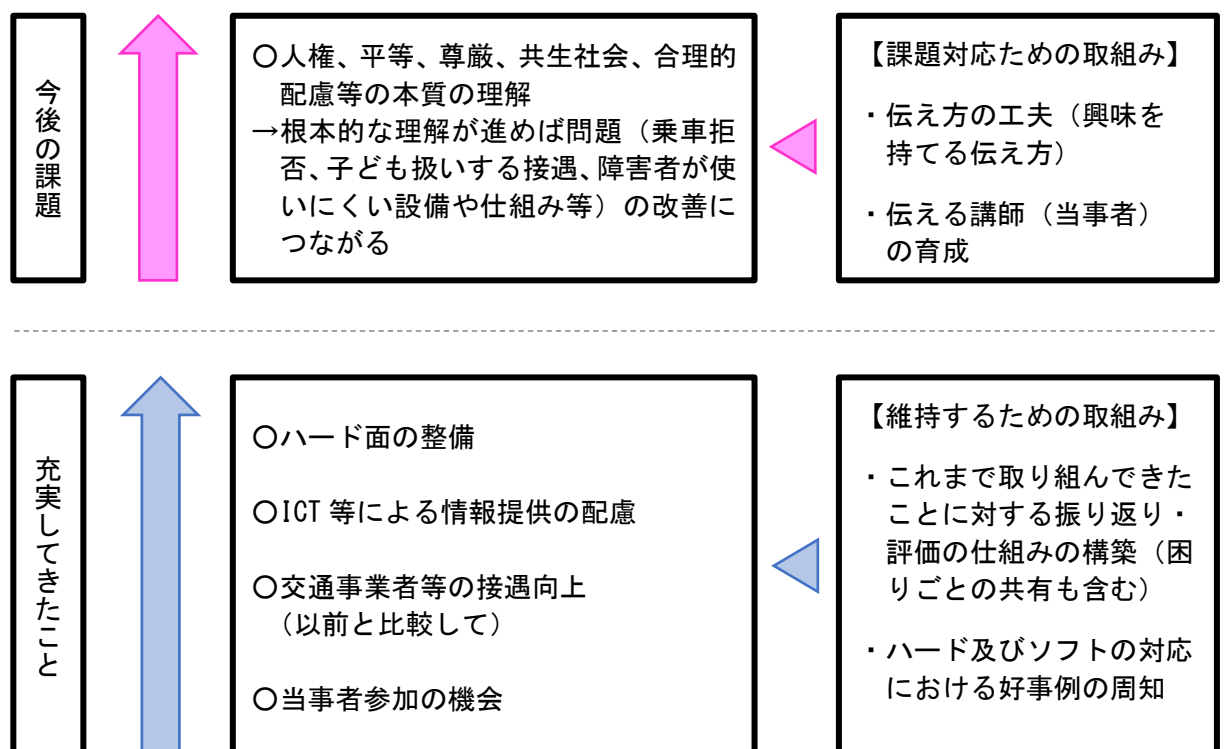 今後の課題
〇人権、平等、尊厳、共生社会、合理的
配慮等の本質の理解
→根本的な理解が進めば問題（乗車拒
否、子ども扱いする接遇、障害者が使
いにくい設備や仕組み等）の改善に
つながる
【課題対応ための取組み】
・伝え方の工夫（興味を
持てる伝え方）
・伝える講師（当事者）
の育成
充実してきたこと
〇ハード面の整備
〇ICT 等による情報提供の配慮
〇交通事業者等の接遇向上
（以前と比較して）
〇当事者参加の機会
【維持するための取組み】
・これまで取り組んできた
ことに対する振り返り・
評価の仕組みの構築（困
りごとの共有も含む）
・ハード及びソフトの対応
における好事例の周知